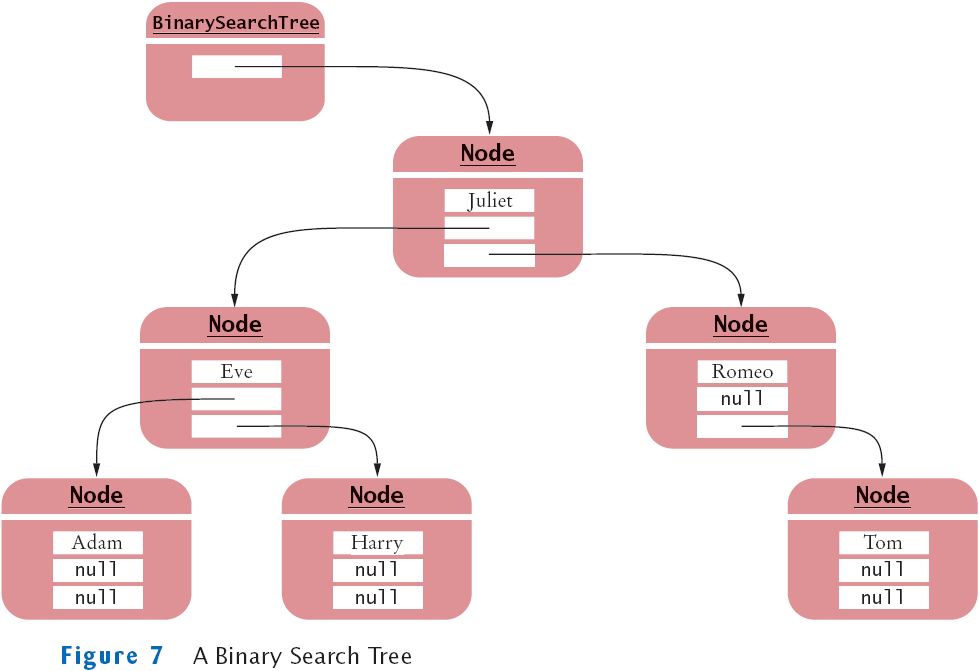 BinarySearchTree
Node
Juliet
Node
Eve
Node
Romeo
null
Node
Adam
null
null
Node
Harry
null
null
Node
Tom
null
null
Figure 7 A Binary Search Tree